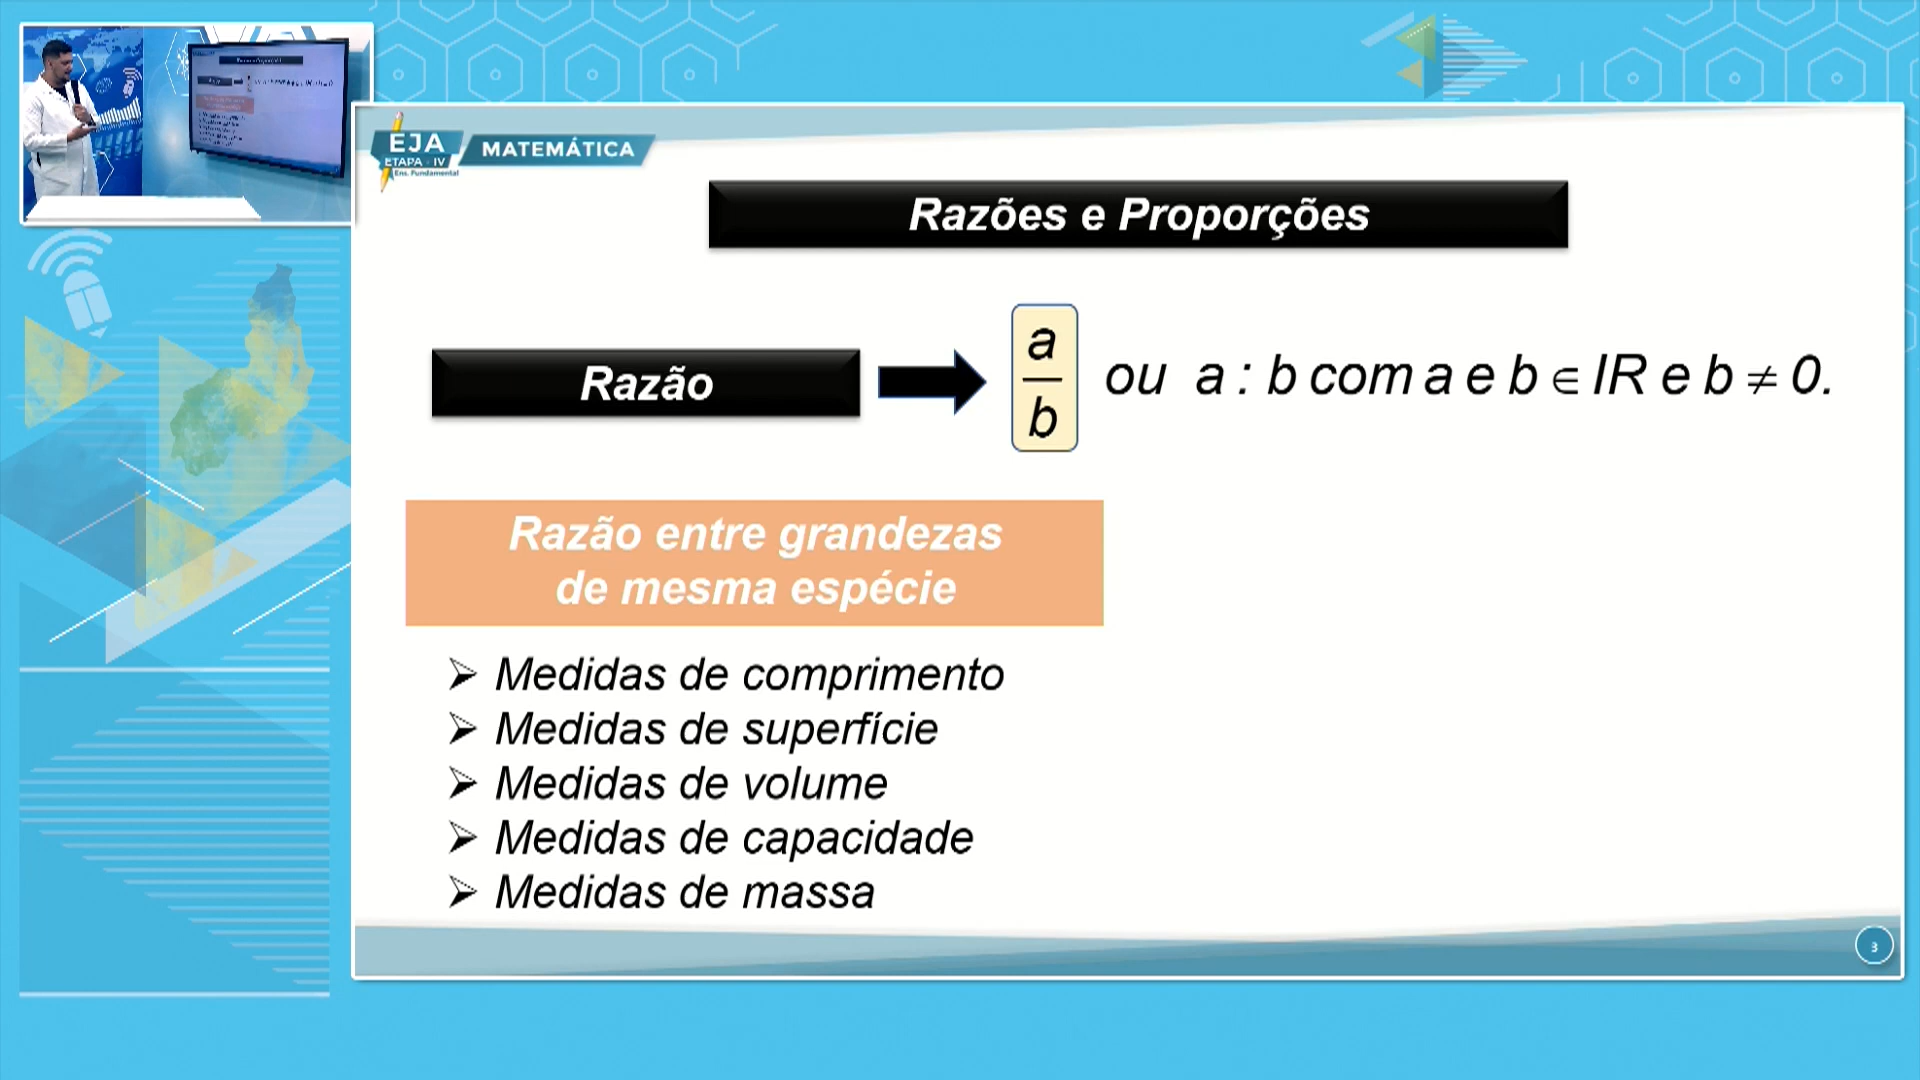 EJA
ETAPA - IV
Ens. Fundamental
MATEMÁTICA
Razões e Proporções
Razão
a
b
ou a : b com a e b ∈ IR e b ≠ 0.
Razão entre grandezas
de mesma espécie
➢ Medidas de comprimento
➢ Medidas de superfície
➢ Medidas de volume
➢ Medidas de capacidade
➢ Medidas de massa
3